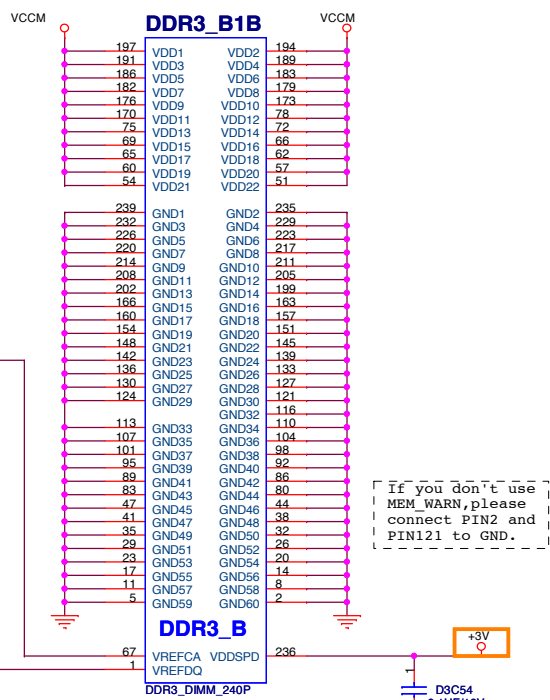 VCCM DDR3_B1B VCCM
197 VDD1 VDD2 194
191 VDD3 VDD4 189
186 VDD5 VDD6 183
182 VDD7 VDD8 179
176 VDD9 VDD10 173
170 VDD11 VDD12 78
75 VDD13 VDD14 72
69 VDD15 VDD16 66
65 VDD17 VDD18 62
60 VDD19 VDD20 57
54 VDD21 VDD22 51
239 GND1 GND2 235
232 GND3 GND4 229
226 GND5 GND6 223
220 GND7 GND8 217
214 GND9 GND10 211
208 GND11 GND12 205
202 GND13 GND14 199
166 GND15 GND16 163
160 GND17 GND18 157
154 GND19 GND20 151
148 GND21 GND22 145
142 GND23 GND24 139
136 GND25 GND26 133
130 GND27 GND28 127
124 GND29 GND30 121
GND32 116
113 GND33 GND34 110
107 GND35 GND36 104
101 GND37 GND38 98
95 GND39 GND40 92
89 GND41 GND42 86
83 GND43 GND44 80
47 GND45 GND46 44
41 GND47 GND48 38
35 GND49 GND50 32
29 GND51 GND52 26
23 GND53 GND54 20
17 GND55 GND56 14
11 GND57 GND58 8
5 GND59 GND60 2
If you don't use
MEM_WARN,please
connect PIN2 and
PIN121 to GND.
DDR3_B
+3V
67 VREFCA VDDSPD 236
1 VREFDQ
1
DDR3_DIMM_240P
D3C54